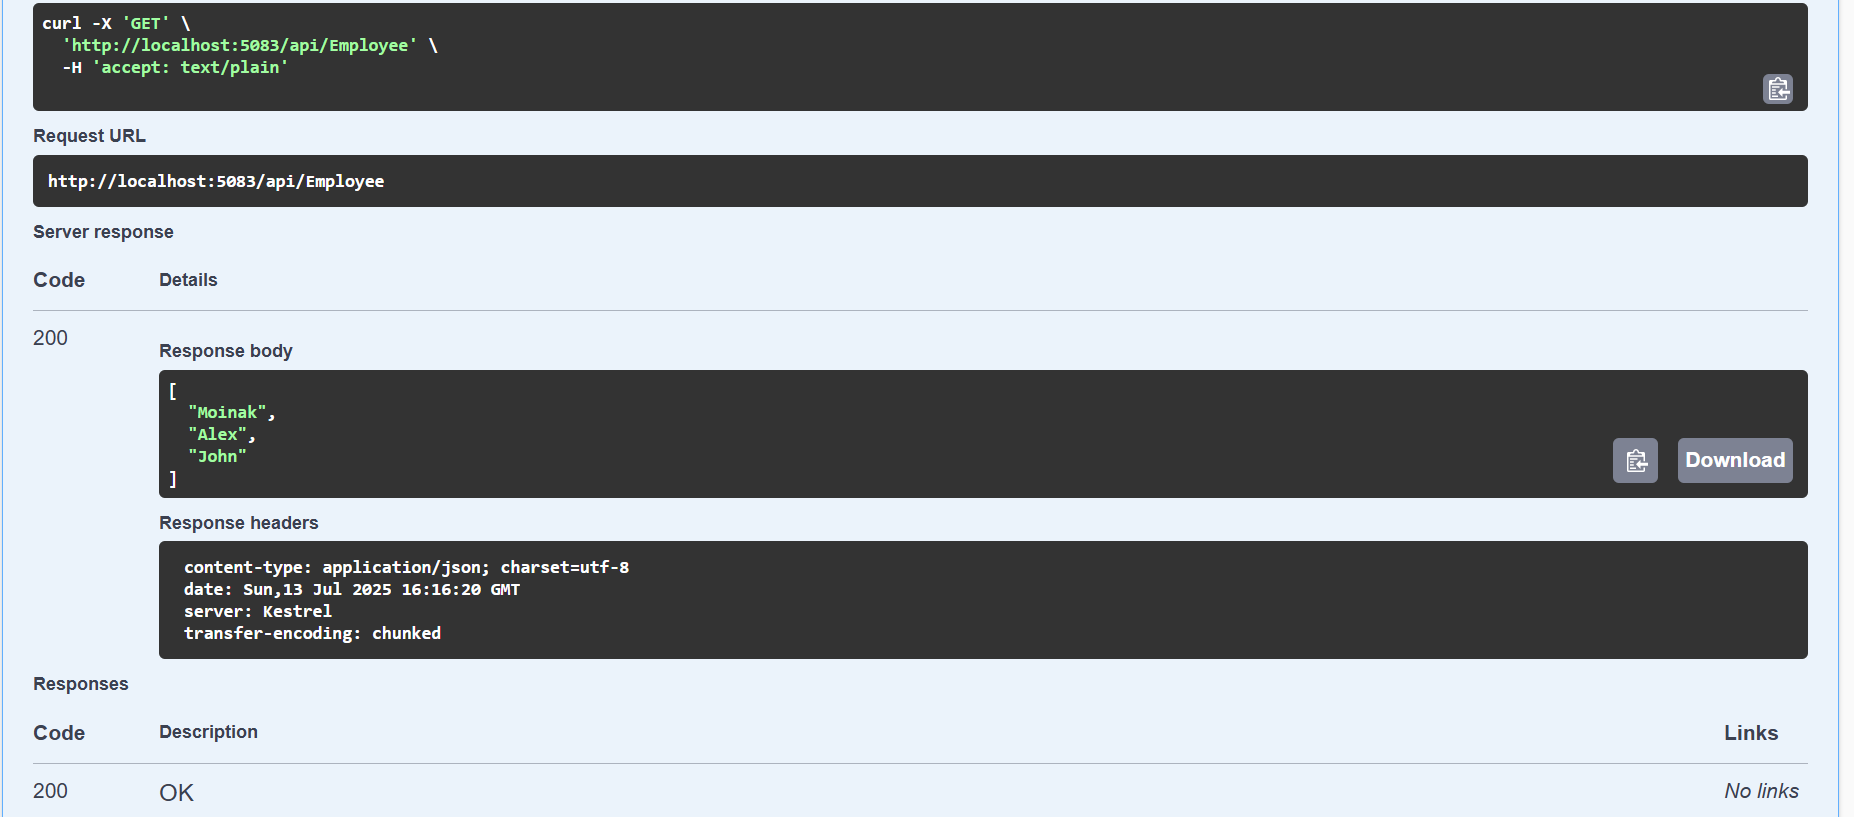 curl -X 'GET' \
  'http://localhost:5083/api/Employee' \
  -H 'accept: text/plain'
Request URL
http://localhost:5083/api/Employee
Server response
Code Details
200
Response body
[
  "Moinak",
  "Alex",
  "John"
]
Download
Response headers
content-type: application/json; charset=utf-8
date: Sun,13 Jul 2025 16:16:20 GMT
server: Kestrel
transfer-encoding: chunked
Responses
Code Description Links
200 OK No links